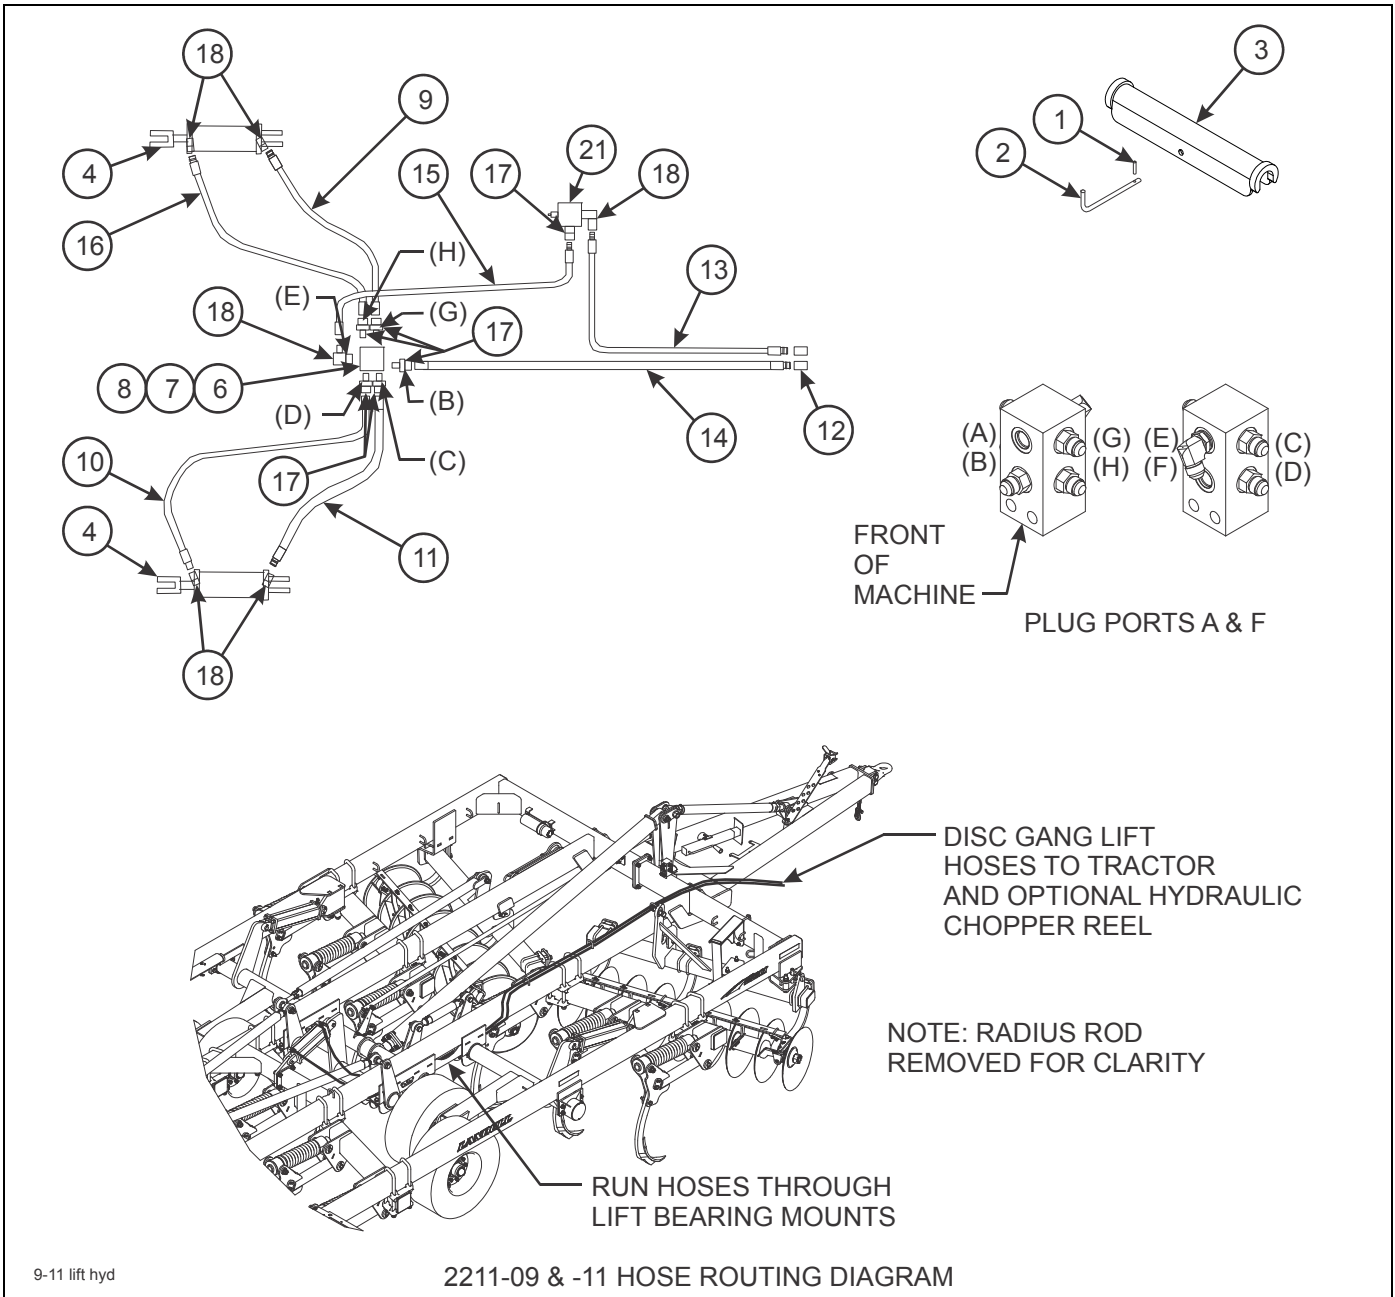 18
9
3
1
2
4
15
17
21
18
16
(H)
13
(E)
(G)
18
17
8
7
6
(D)
(B)
14
12
(C)
10
17
4
11
18
(A)
(B)
(G)
(H)
(E)
(F)
(C)
(D)
FRONT
OF
MACHINE
PLUG PORTS A & F
DISC GANG LIFT
HOSES TO TRACTOR
AND OPTIONAL HYDRAULIC
CHOPPER REEL
NOTE: RADIUS ROD
REMOVED FOR CLARITY
LANDOLL
RUN HOSES THROUGH
LIFT BEARING MOUNTS
9-11 lift hyd
2211-09 & -11 HOSE ROUTING DIAGRAM